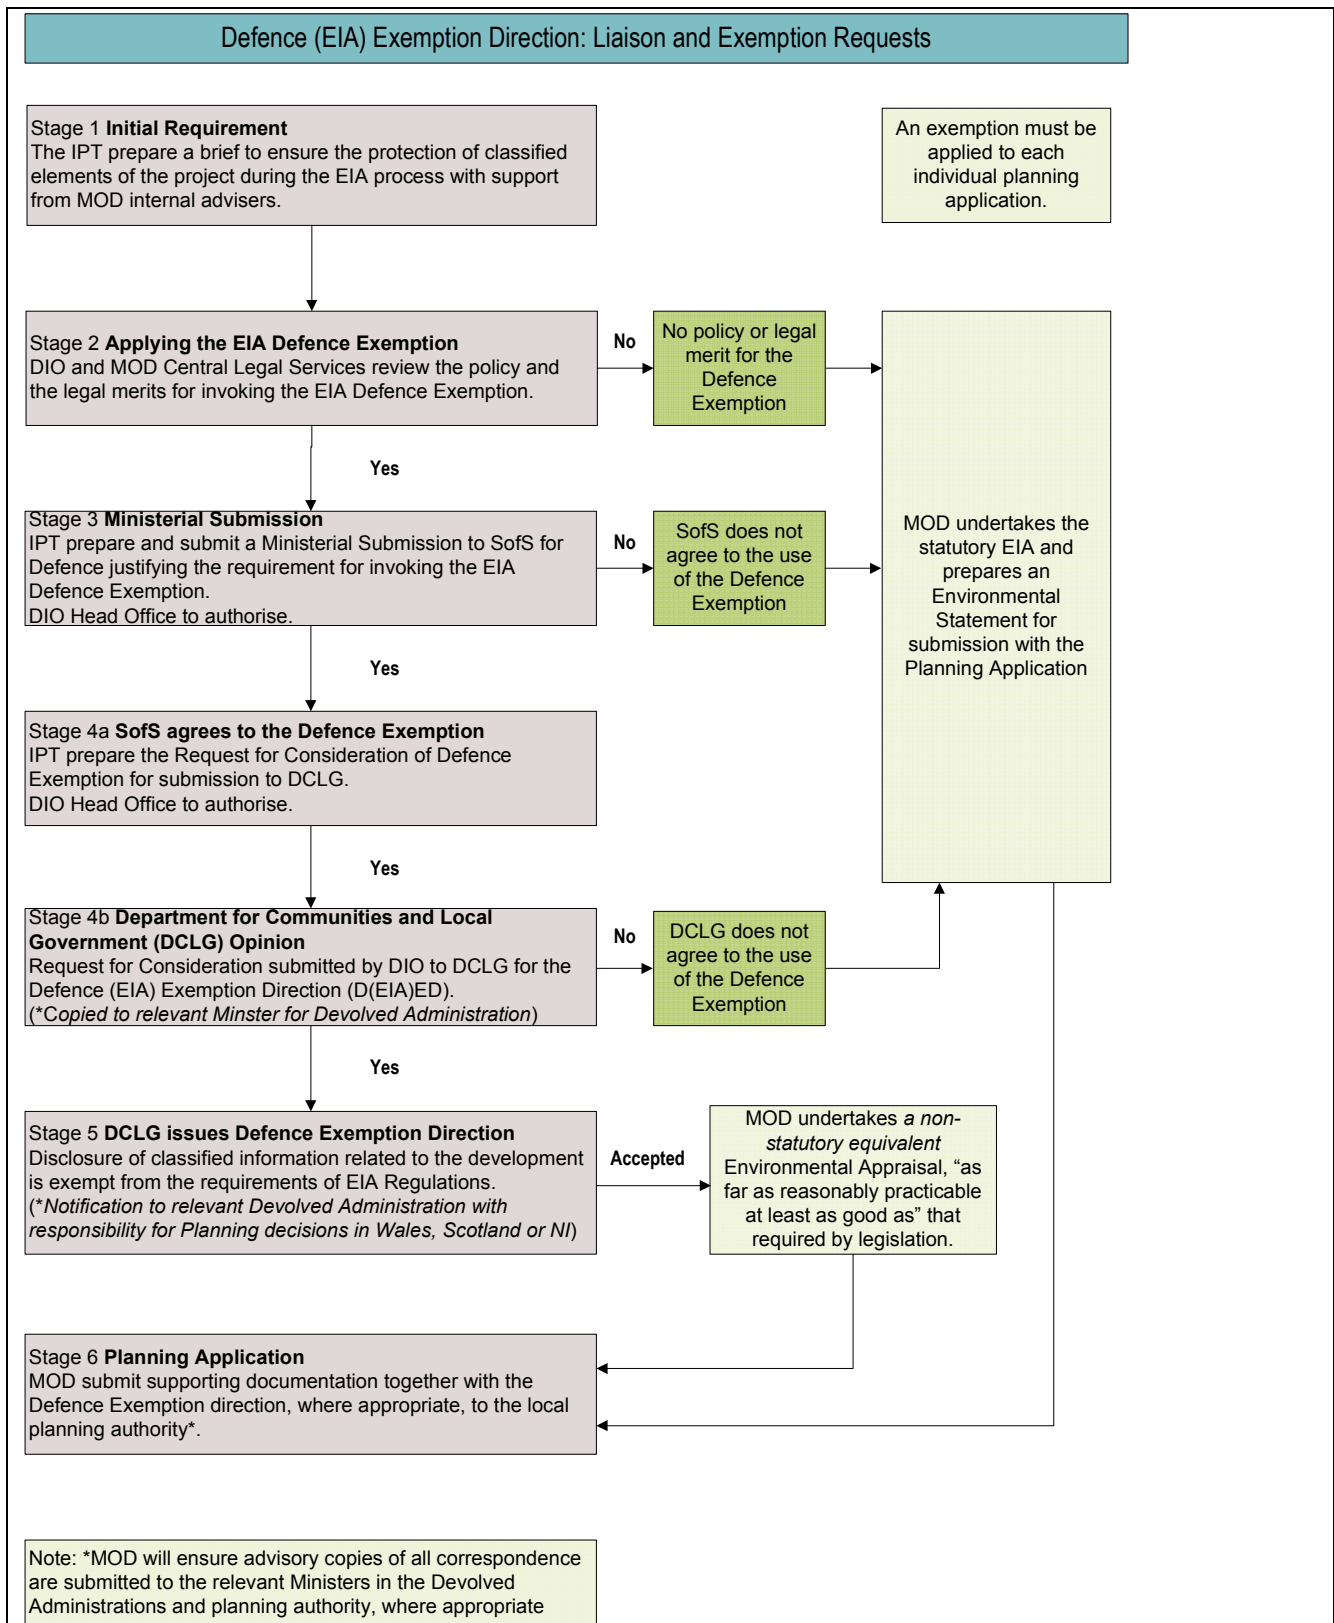 Defence (EIA) Exemption Direction: Liaison and Exemption Requests
Stage 1 Initial Requirement
The IPT prepare a brief to ensure the protection of classified
elements of the project during the EIA process with support
from MOD internal advisers.
An exemption must be
applied to each
individual planning
application.
Stage 2 Applying the EIA Defence Exemption
DIO and MOD Central Legal Services review the policy and
the legal merits for invoking the EIA Defence Exemption.
No
No policy or legal
merit for the
Defence
Exemption
Yes
Stage 3 Ministerial Submission
IPT prepare and submit a Ministerial Submission to SofS for
Defence justifying the requirement for invoking the EIA
Defence Exemption.
DIO Head Office to authorise.
No
SofS does not
agree to the use
of the Defence
Exemption
MOD undertakes the
statutory EIA and
prepares an
Environmental
Statement for
submission with the
Planning Application
Yes
Stage 4a SofS agrees to the Defence Exemption
IPT prepare the Request for Consideration of Defence
Exemption for submission to DCLG.
DIO Head Office to authorise.
Yes
Stage 4b Department for Communities and Local
Government (DCLG) Opinion
Request for Consideration submitted by DIO to DCLG for the
Defence (EIA) Exemption Direction (D(EIA)ED).
(*Copied to relevant Minster for Devolved Administration)
No
DCLG does not
agree to the use
of the Defence
Exemption
Yes
Stage 5 DCLG issues Defence Exemption Direction
Disclosure of classified information related to the development
is exempt from the requirements of EIA Regulations.
(*Notification to relevant Devolved Administration with
responsibility for Planning decisions in Wales, Scotland or NI)
Accepted
MOD undertakes a non-
statutory equivalent
Environmental Appraisal, “as
far as reasonably practicable
at least as good as” that
required by legislation.
Stage 6 Planning Application
MOD submit supporting documentation together with the
Defence Exemption direction, where appropriate, to the local
planning authority*.
Note: *MOD will ensure advisory copies of all correspondence
are submitted to the relevant Ministers in the Devolved
Administrations and planning authority, where appropriate